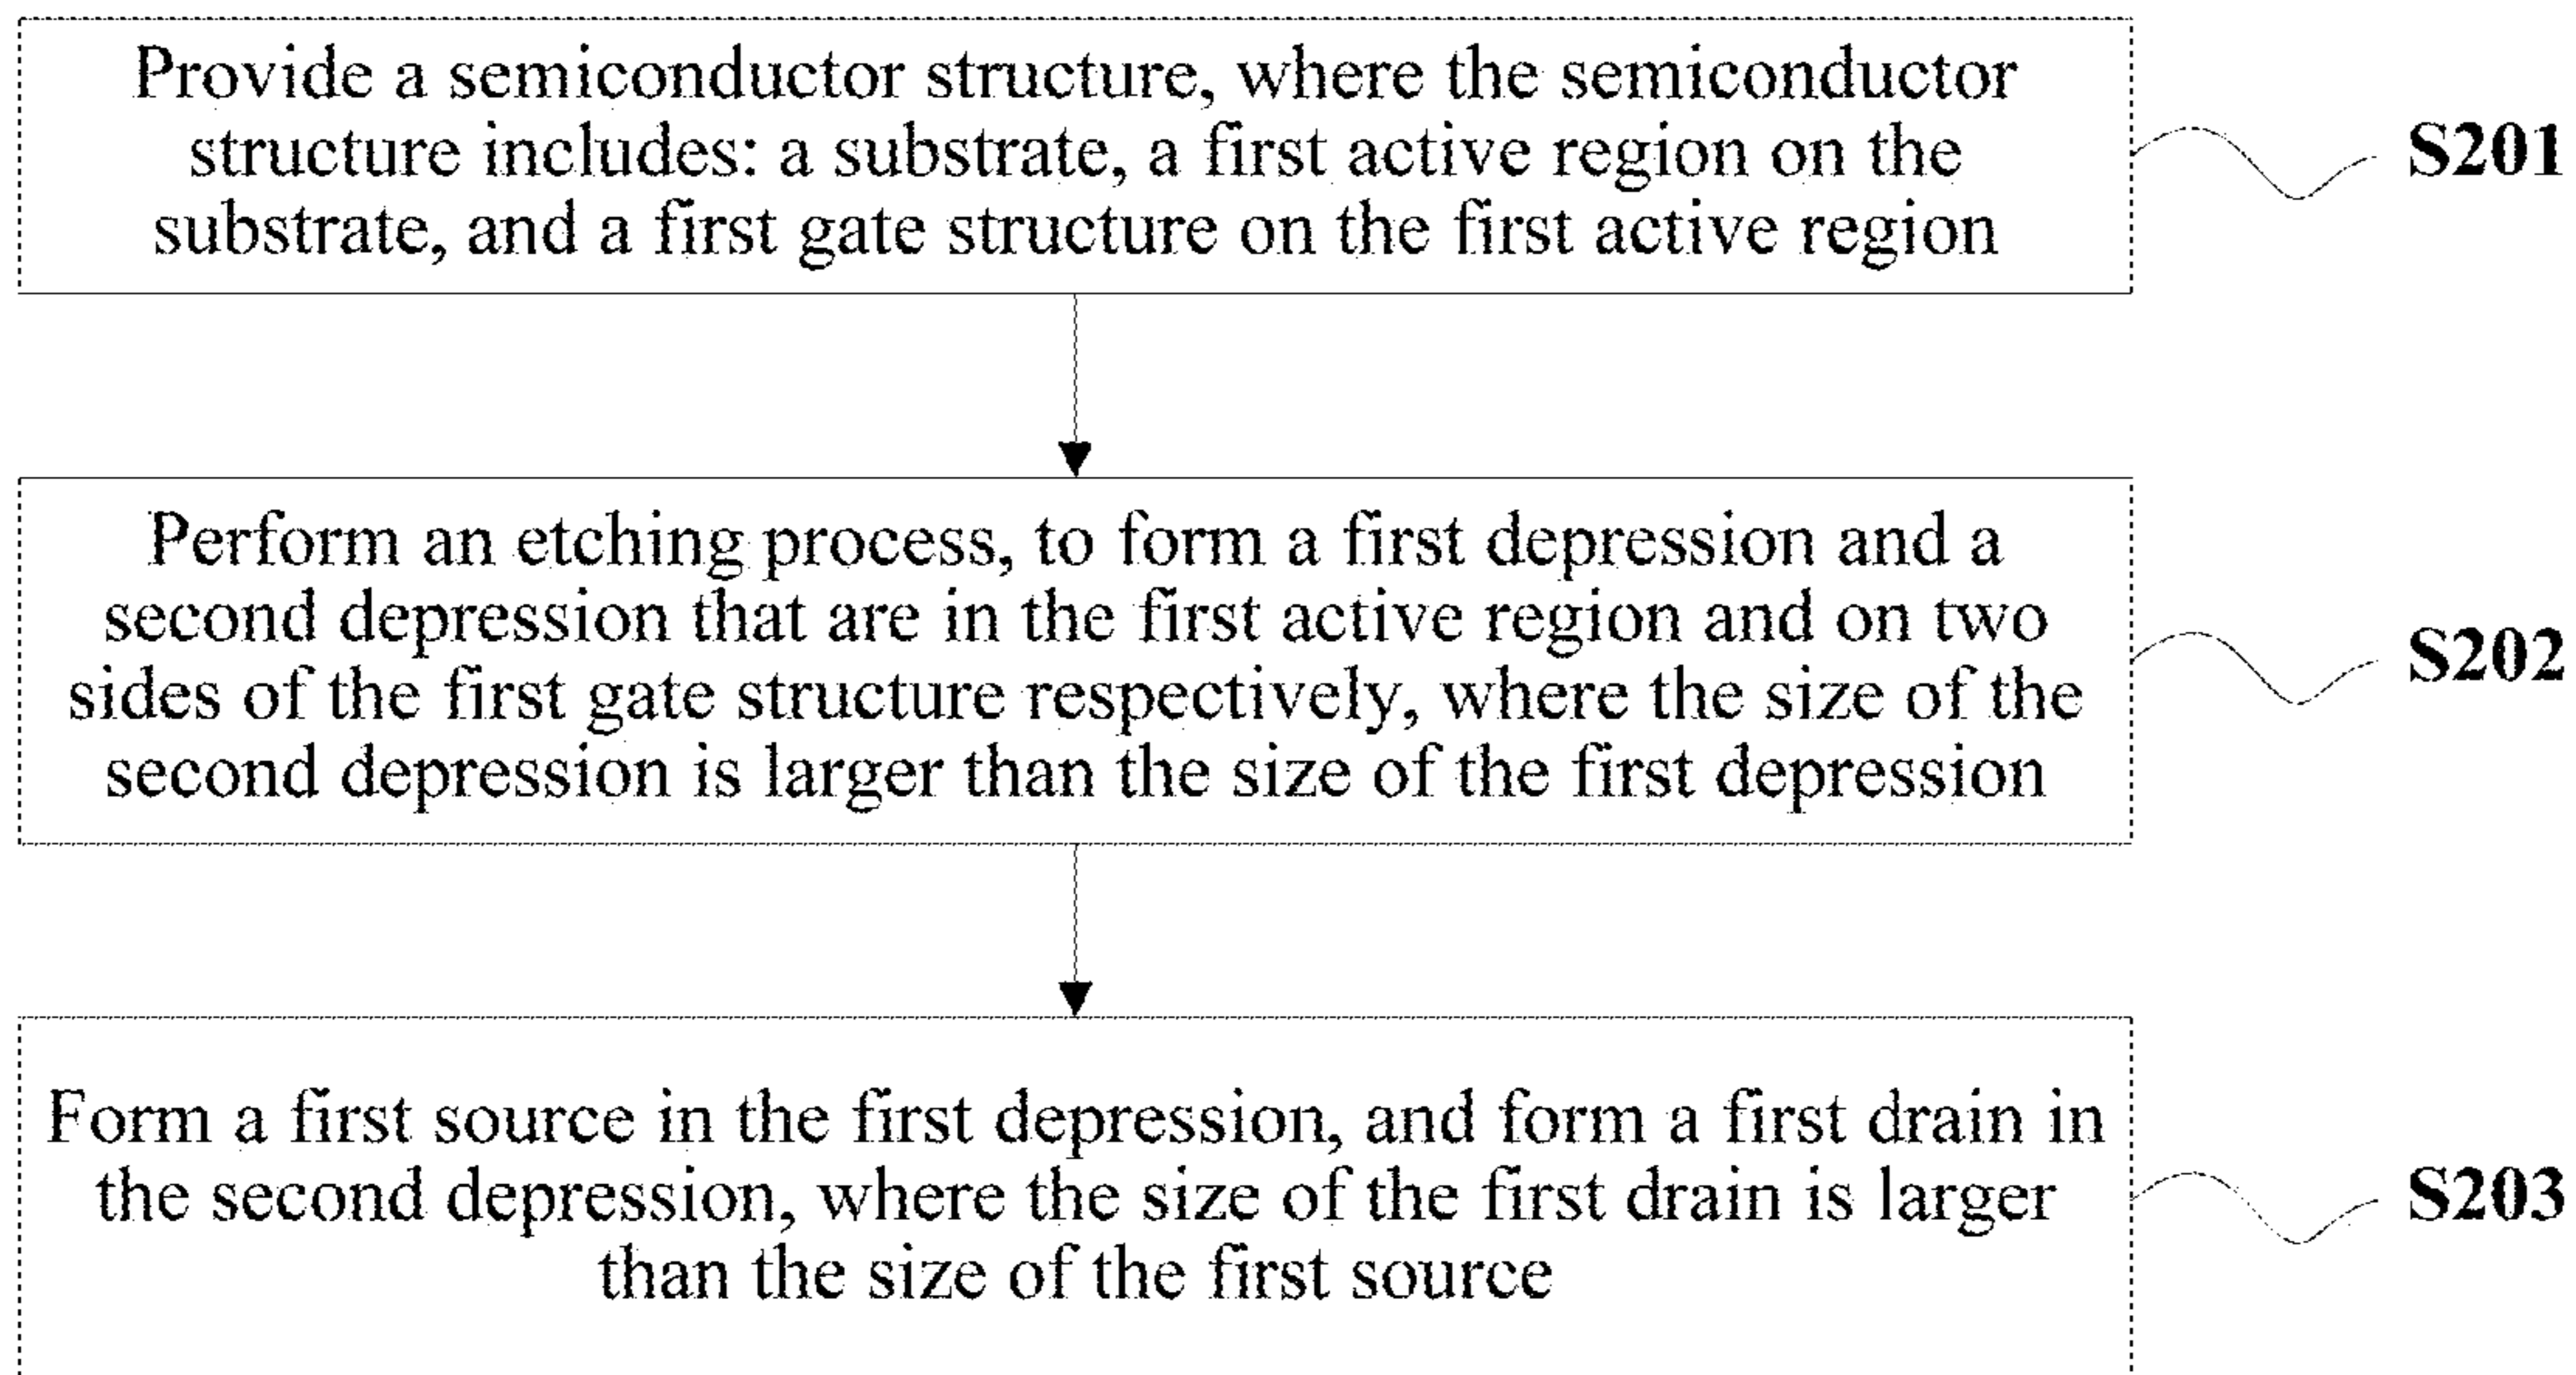 Provide a semiconductor structure, where the semiconductor
structure includes: a substrate, a first active region on the
substrate, and a first gate structure on the first active region
S201
Perform an etching process, to form a first depression and a
second depression that are in the first active region and on two
sides of the first gate structure respectively, where the size of the
second depression is larger than the size of the first depression
S202
Form a first source in the first depression, and form a first drain in
the second depression, where the size of the first drain is larger
than the size of the first source
S203